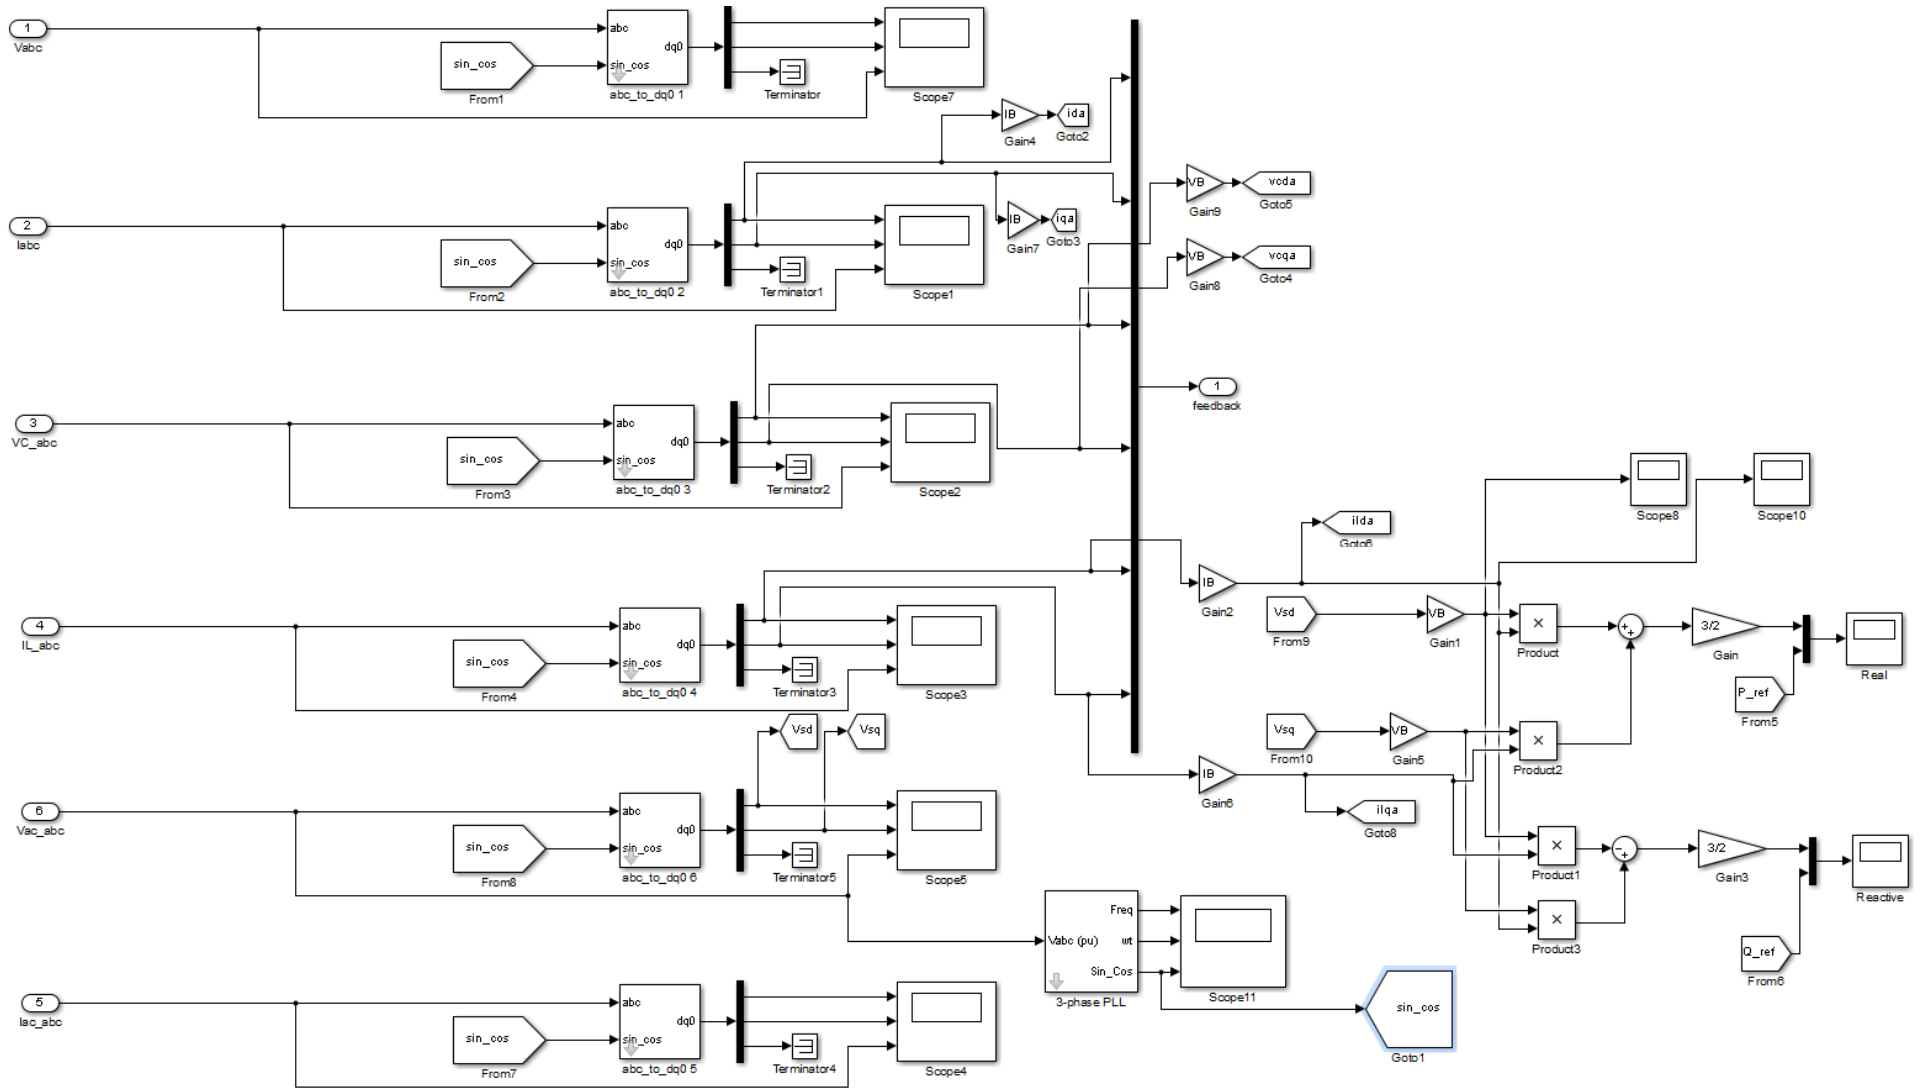 1
Vabc
sin_cos
From1
abc
sin_cos
dq0
abc_to_dq0 1
Terminator
Scope7
IB
Gain4
ida
Goto2
2
Iabc
sin_cos
From2
abc
sin_cos
dq0
abc_to_dq0 2
Terminator1
Scope1
IB
Gain7
iqa
Goto3
VB
Gain9
vcda
Goto5
VB
Gain8
vcqa
Goto4
1
feedback
3
VC_abc
sin_cos
From3
abc
sin_cos
dq0
abc_to_dq0 3
Terminator2
Scope2
Scope8
Scope10
ilda
Goto6
IB
Gain2
4
IL_abc
sin_cos
From4
abc
sin_cos
dq0
abc_to_dq0 4
Terminator3
Scope3
Vsd
From9
VB
Gain1
×
Product
+
+
3/2
Gain
P_ref
From5
Real
Vsd
Vsq
Vsq
From10
VB
Gain5
×
Product2
IB
Gain6
ilqa
Goto8
6
Vac_abc
sin_cos
From8
abc
sin_cos
dq0
abc_to_dq0 6
Terminator5
Scope5
×
Product1
×
Product3
−
+
3/2
Gain3
Q_ref
From6
Reactive
Vabc (pu)
Freq
wt
Sin_Cos
3-phase PLL
Scope11
sin_cos
Goto1
5
Iac_abc
sin_cos
From7
abc
sin_cos
dq0
abc_to_dq0 5
Terminator4
Scope4